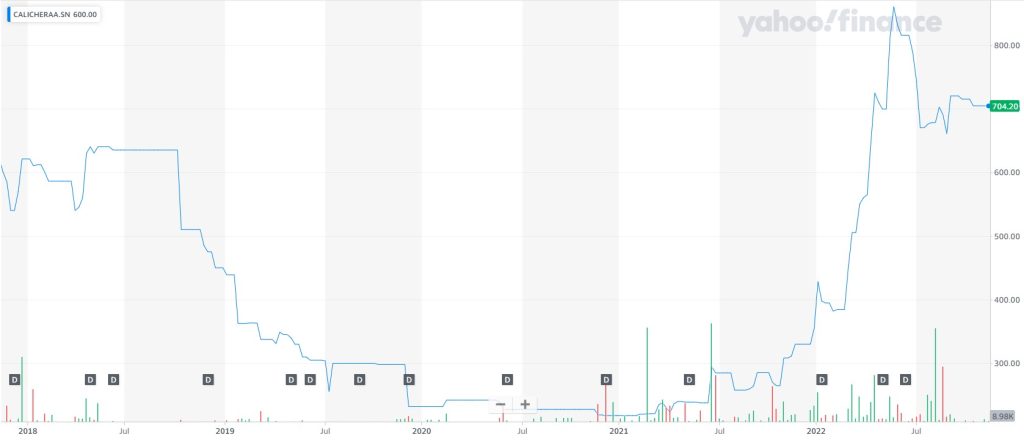 CALICHERAA.SN 600.00
yahoo!finance
800.00
704.20
600.00
500.00
400.00
300.00
8.98K
D D D D D D D D D D D D D D
2018 Jul 2019 Jul 2020 Jul 2021 Jul 2022 Jul